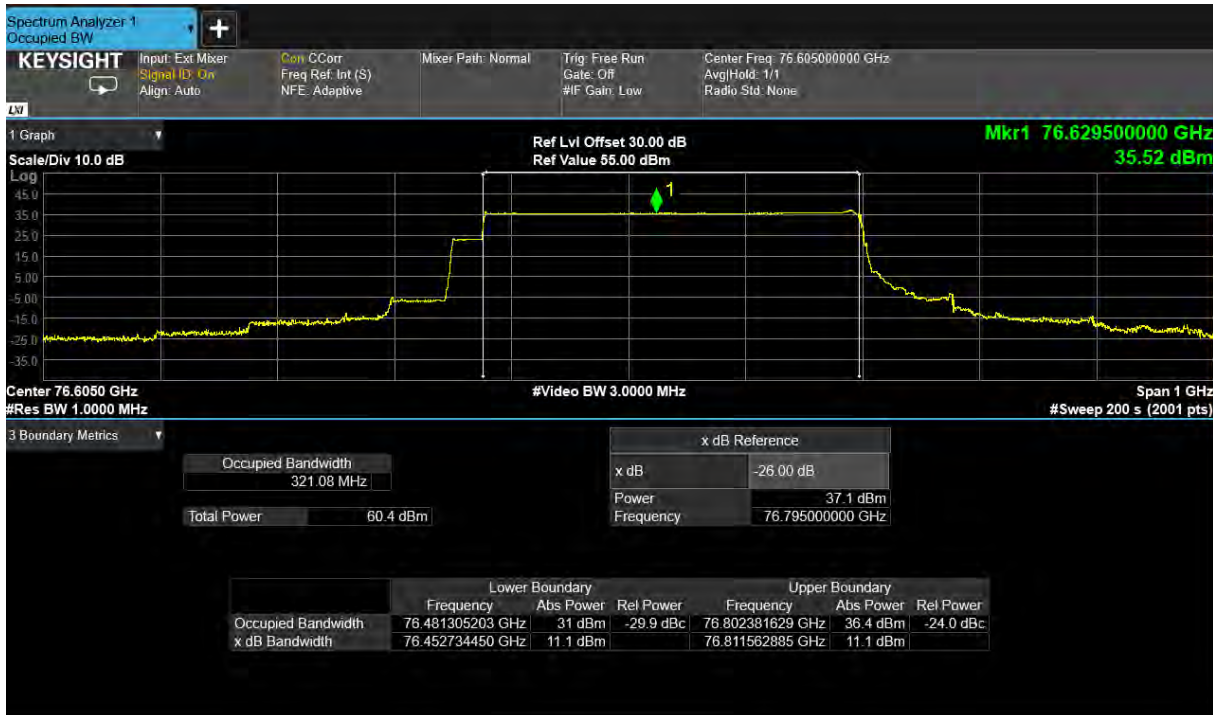 Spectrum Analyzer 1
Occupied BW
+
KEYSIGHT
LXI
Input: Ext Mixer
Signal ID: On
Align: Auto
Corr CCorr
Freq Ref: Int (S)
NFE: Adaptive
Mixer Path: Normal
Trig: Free Run
Gate: Off
#IF Gain: Low
Center Freq: 76.605000000 GHz
Avg|Hold: 1/1
Radio Std: None
1 Graph
Scale/Div 10.0 dB
Log
Ref Lvl Offset 30.00 dB
Ref Value 55.00 dBm
Mkr1 76.629500000 GHz
35.52 dBm
1
45.0
35.0
25.0
15.0
5.00
-5.00
-15.0
-25.0
-35.0
Center 76.6050 GHz #Video BW 3.0000 MHz Span 1 GHz
#Res BW 1.0000 MHz #Sweep 200 s (2001 pts)
3 Boundary Metrics
Occupied Bandwidth
321.08 MHz
Total Power 60.4 dBm
x dB Reference
x dB -26.00 dB
Power 37.1 dBm
Frequency 76.795000000 GHz
Lower Boundary Upper Boundary
Frequency Abs Power Rel Power Frequency Abs Power Rel Power
Occupied Bandwidth 76.481305203 GHz 31 dBm -29.9 dBc 76.802381629 GHz 36.4 dBm -24.0 dBc
x dB Bandwidth 76.452734450 GHz 11.1 dBm 76.811562885 GHz 11.1 dBm